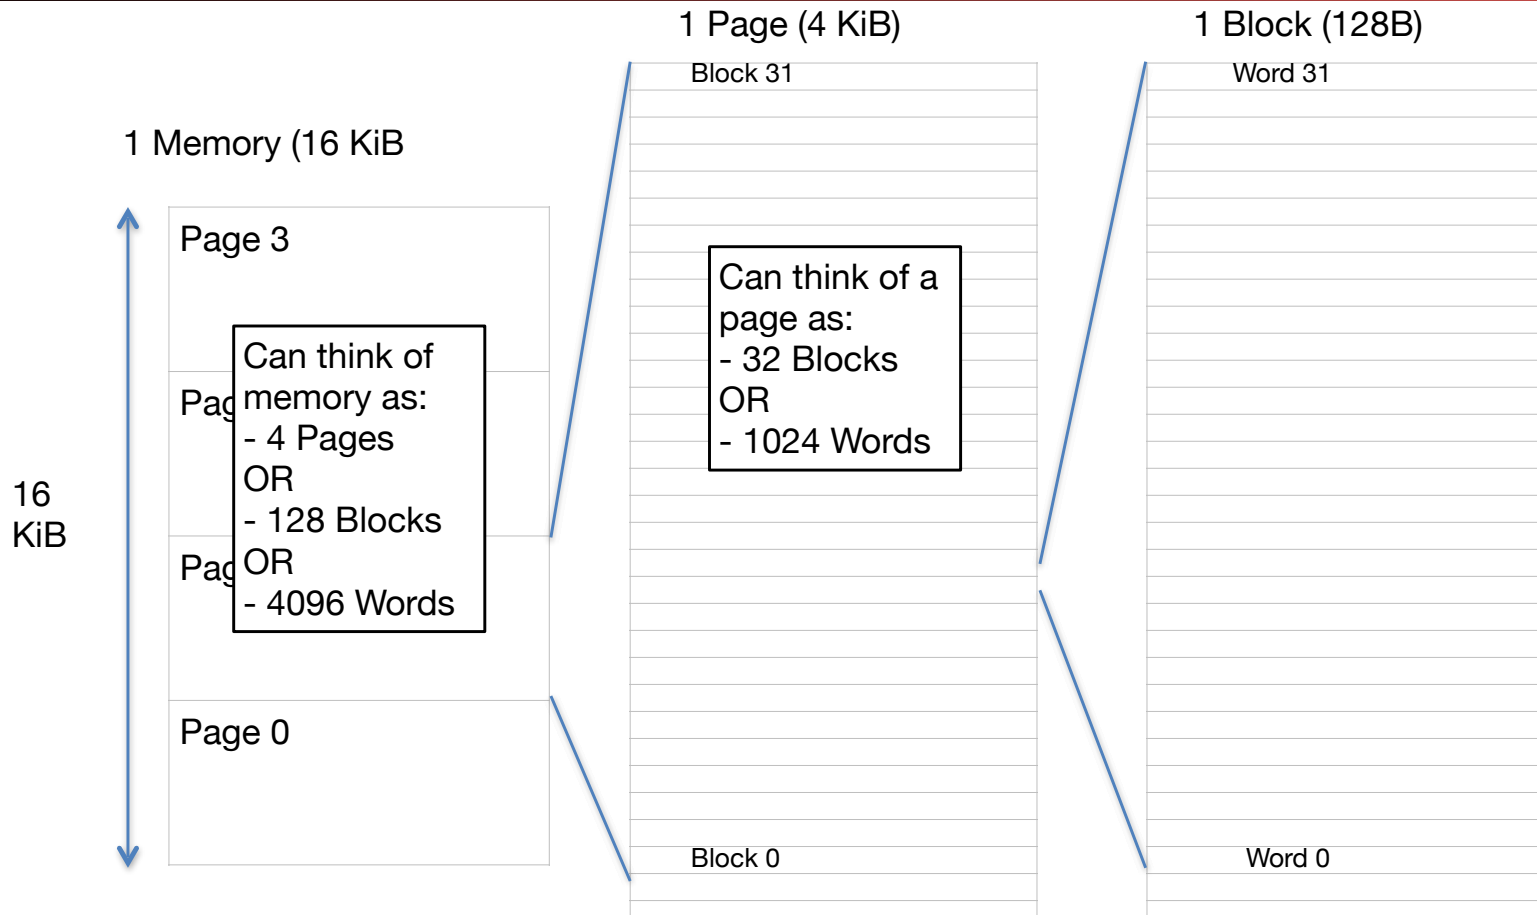 1 Page (4 KiB)
1 Block (128B)
Block 31
Word 31
1 Memory (16 KiB
Page 3
Can think of a
page as:
- 32 Blocks
OR
- 1024 Words
Can think of
memory as:
- 4 Pages
OR
- 128 Blocks
OR
- 4096 Words
Pag
Pag
16
KiB
Page 0
Block 0
Word 0